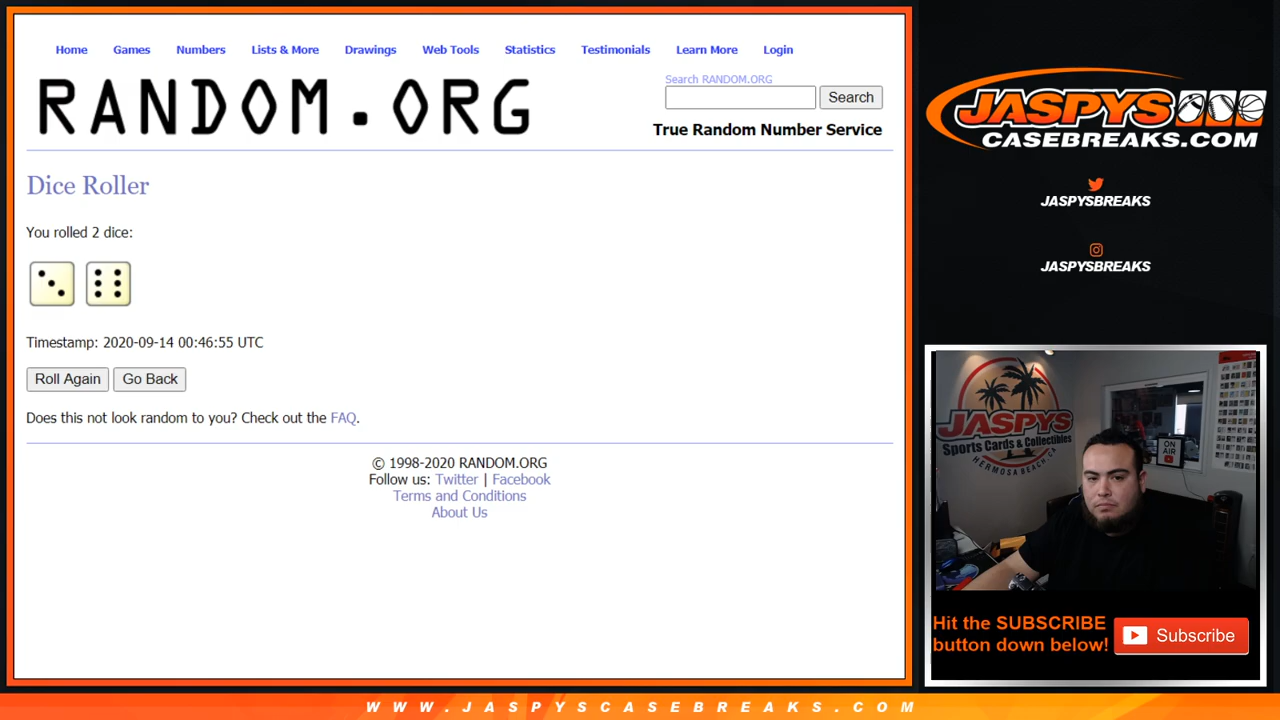 Home Games Numbers Lists & More Drawings Web Tools Statistics Testimonials Learn More Login
RANDOM.ORG
Search RANDOM.ORG
Search
True Random Number Service
Dice Roller
You rolled 2 dice:
Timestamp: 2020-09-14 00:46:55 UTC
Roll Again Go Back
Does this not look random to you? Check out the FAQ.
© 1998-2020 RANDOM.ORG
Follow us: Twitter | Facebook
Terms and Conditions
About Us
JASPYS
CASEBREAKS.COM
JASPYSBREAKS
JASPYSBREAKS
JASPYS
Sports Cards & Collectibles
HERMOSA BEACH, CA
ON
AIR
Hit the SUBSCRIBE
button down below!
Subscribe
WWW.JASPYSCASEBREAKS.COM